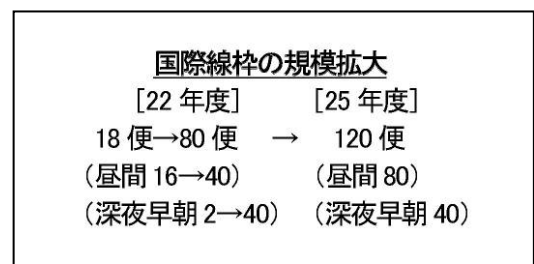 国際線枠の規模拡大
［22 年度］ ［25 年度］
18 便→80 便 → 120 便
（昼間 16→40） （昼間 80）
（深夜早朝 2→40） （深夜早朝 40）